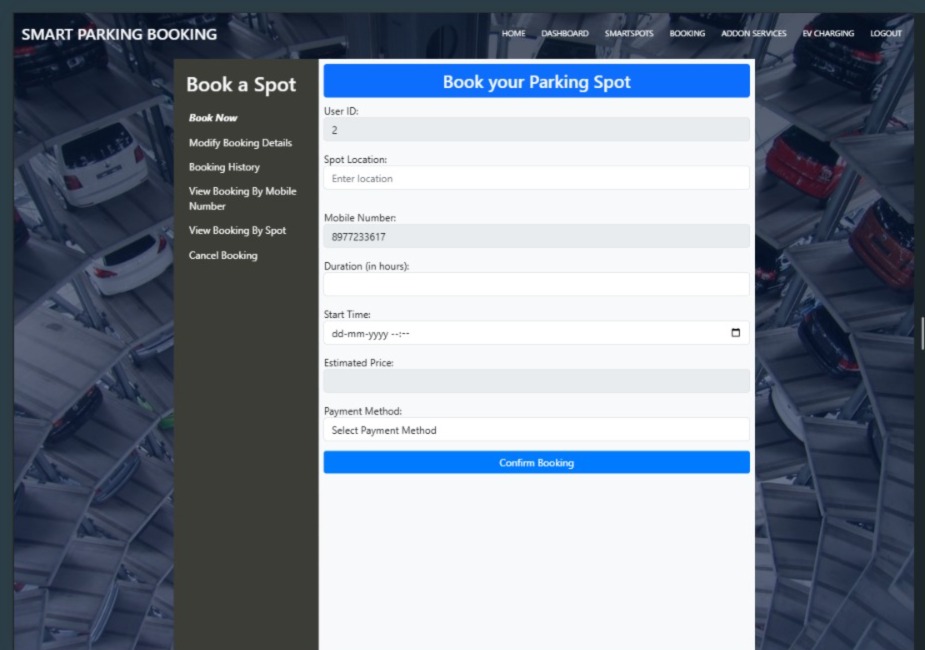 SMART PARKING BOOKING
HOME DASHBOARD SMARTSPOTS BOOKING ADDON SERVICES EV CHARGING LOGOUT
Book a Spot
Book Now
Modify Booking Details
Booking History
View Booking By Mobile
Number
View Booking By Spot
Cancel Booking
Book your Parking Spot
User ID:
2
Spot Location:
Enter location
Mobile Number:
8977233617
Duration (in hours):
Start Time:
dd-mm-yyyy --:--
Estimated Price:
Payment Method:
Select Payment Method
Confirm Booking